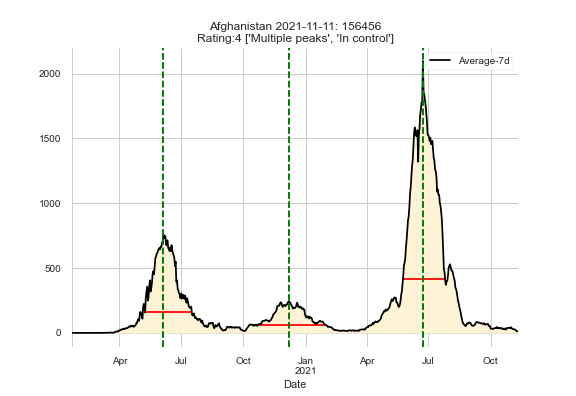 Afghanistan 2021-11-11: 156456
Rating:4 ['Multiple peaks', 'In control']
Average-7d
2000
1500
1000
500
0
Apr Jul Oct Jan Apr Jul Oct
2021
Date